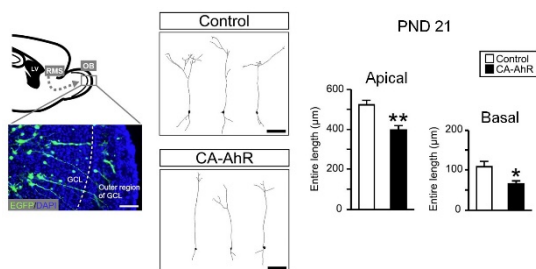 LV
RMS
OB
GCL
Outer region
of GCL
EGFP/DAPI
Control
CA-AhR
PND 21
Control
CA-AhR
Apical
Entire length (μm)
600
400
200
0
**
Basal
Entire length (μm)
200
100
0
*